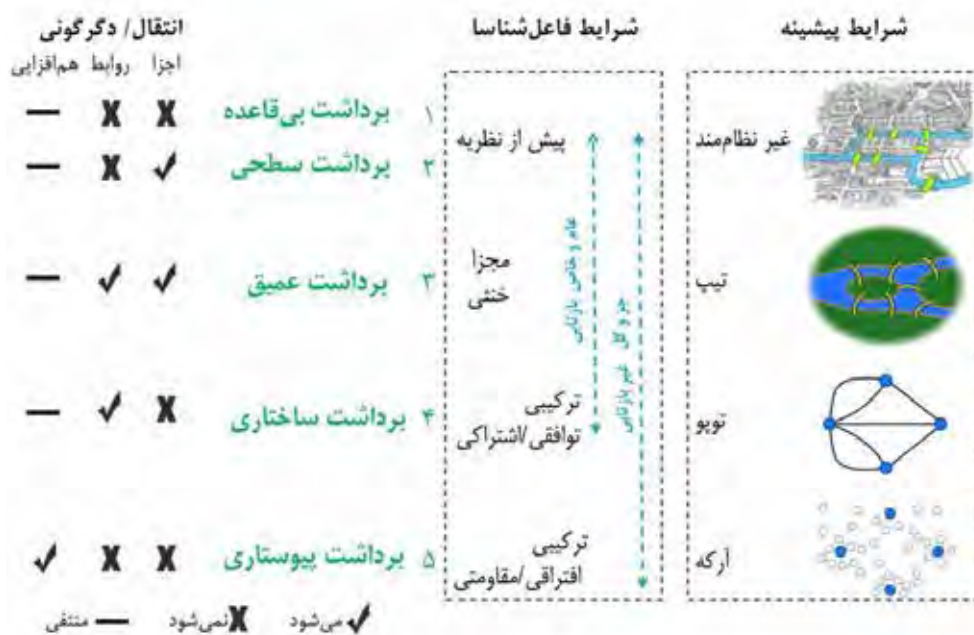 شرایط پیشینه
شرایط فاعل‌شناسا
انتقال/ دگرگونی
اجزا روابط هم‌افزایی
غیر نظام‌مند
پیش از نظریه
۱ برداشت بی‌قاعده
۲ برداشت سطحی
تیپ
مجزا
خنثی
۳ برداشت عمیق
عام و خاص بازتابی
جز و کل غیر بازتابی
توپو
ترکیبی
توافقی/اشتراکی
۴ برداشت ساختاری
آرکه
ترکیبی
افتراقی/مقاومتی
۵ برداشت پیوستاری
می‌شود نمی‌شود منتفی